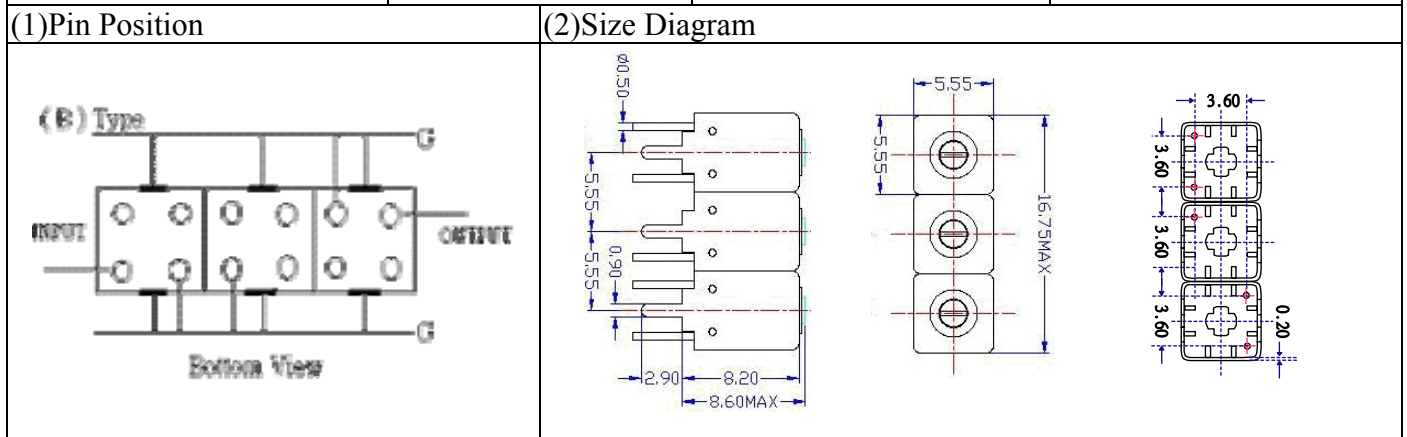 (1)Pin Position
(2)Size Diagram
(B) Type
G
INPUT
OUTPUT
G
Bottom View
Ø0.50
5.55
5.55
0.90
2.90
8.20
8.60MAX
5.55
5.55
16.75MAX
3.60
3.60
3.60
3.60
0.20